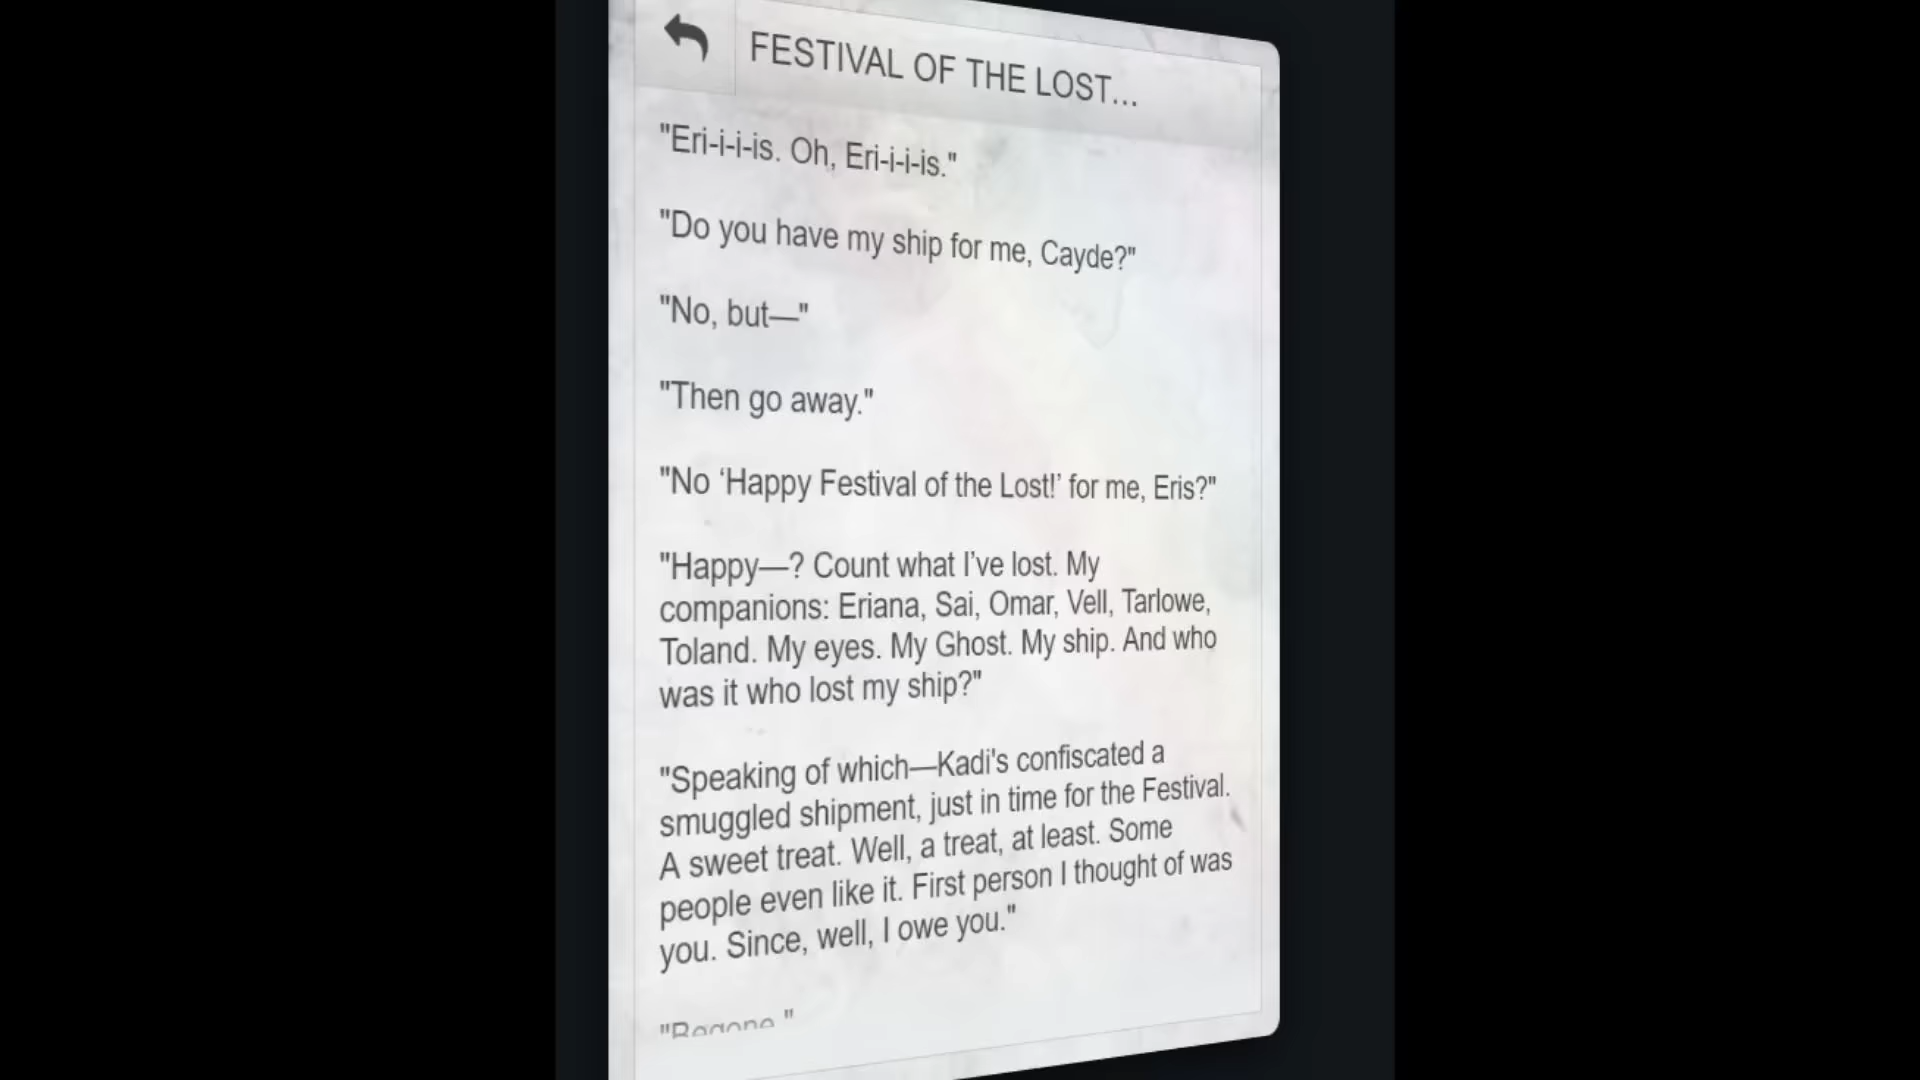 FESTIVAL OF THE LOST...
"Eri-i-i-is. Oh, Eri-i-i-is."
"Do you have my ship for me, Cayde?"
"No, but—"
"Then go away."
"No ‘Happy Festival of the Lost!’ for me, Eris?"
"Happy—? Count what I’ve lost. My
companions: Eriana, Sai, Omar, Vell, Tarlowe,
Toland. My eyes. My Ghost. My ship. And who
was it who lost my ship?"
"Speaking of which—Kadi's confiscated a
smuggled shipment, just in time for the Festival.
A sweet treat. Well, a treat, at least. Some
people even like it. First person I thought of was
you. Since, well, I owe you."
"Begone."